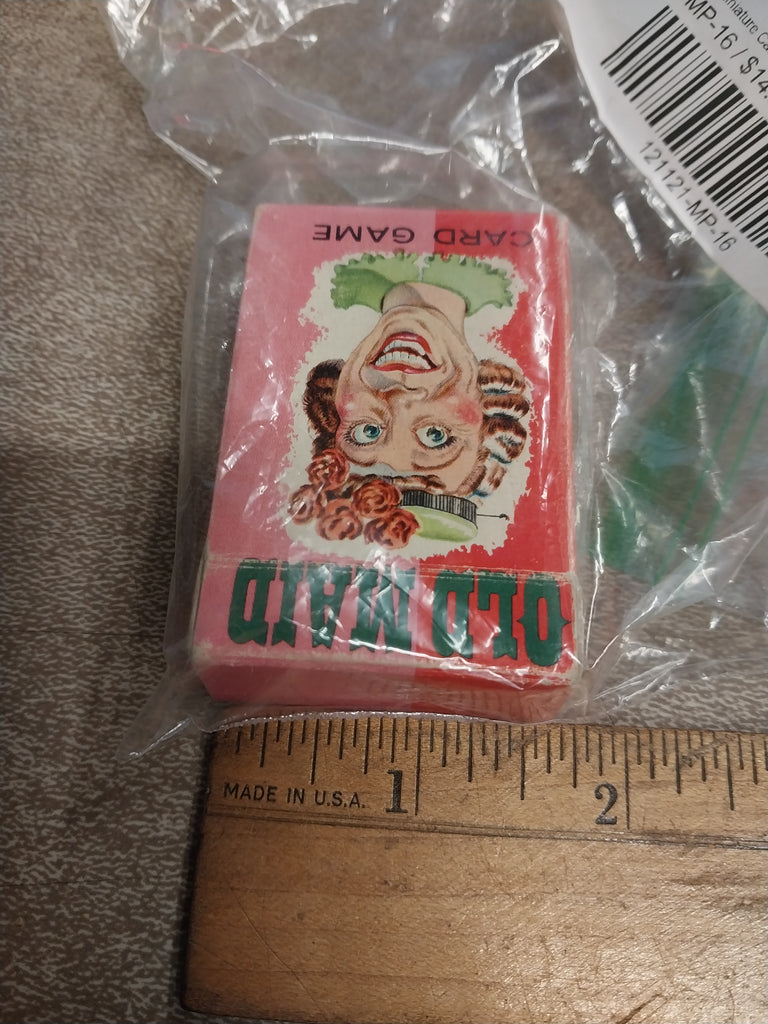 MP-16 / $14.
121121-MP-16
CARD GAME
OLD MAID
MADE IN U.S.A.
1
2